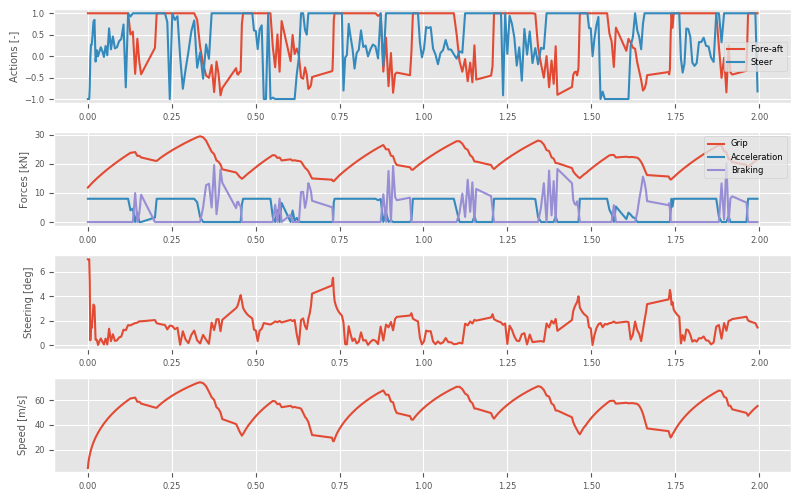 1.0
0.5
0.0
−0.5
−1.0
Actions [-]
Fore-aft
Steer
0.00 0.25 0.50 0.75 1.00 1.25 1.50 1.75 2.00
30
20
10
0
Forces [kN]
Grip
Acceleration
Braking
0.00 0.25 0.50 0.75 1.00 1.25 1.50 1.75 2.00
6
4
2
0
Steering [deg]
0.00 0.25 0.50 0.75 1.00 1.25 1.50 1.75 2.00
60
40
20
Speed [m/s]
0.00 0.25 0.50 0.75 1.00 1.25 1.50 1.75 2.00